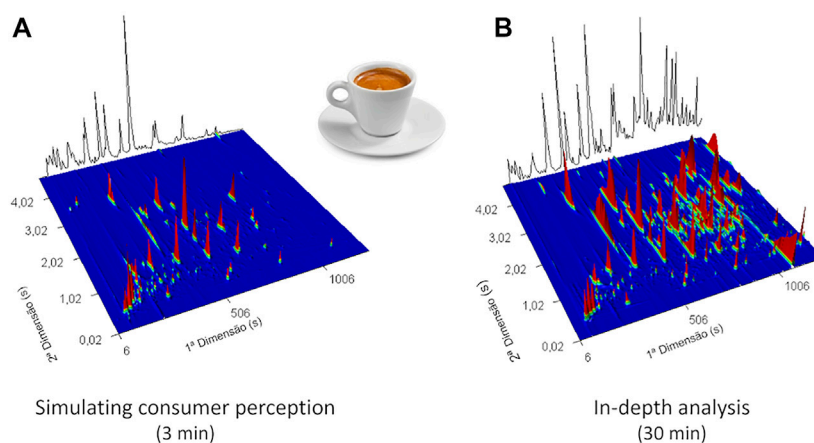 A
B
4,02
3,02
2,02
1,02
0,02
2ª Dimensão (s)
6
506
1006
1ª Dimensão (s)
4,02
3,02
2,02
1,02
0,02
2ª Dimensão (s)
6
506
1006
1ª Dimensão (s)
Simulating consumer perception
(3 min)
In-depth analysis
(30 min)